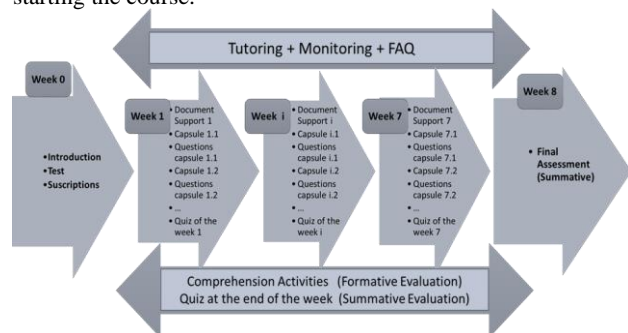 starting the course.
Tutoring + Monitoring + FAQ
Week 0
•Introduction
•Test
•Suscriptions
Week 1
• Document
Support 1
• Capsule 1.1
• Questions
capsule 1.1
• Capsule 1.2
• Questions
capsule 1.2
• ...
• Quiz of the
week 1
Week i
• Document
Support i
• Capsule i.1
• Questions
capsule i.1
• Capsule i.2
• Questions
capsule i.2
• ...
• Quiz of the
week i
Week 7
• Document
Support 7
• Capsule 7.1
• Questions
capsule 7.1
• Capsule 7.2
• Questions
capsule 7.2
• ...
• Quiz of the
week 7
Week 8
• Final
Assessment
(Summative)
Comprehension Activities (Formative Evaluation)
Quiz at the end of the week (Summative Evaluation)